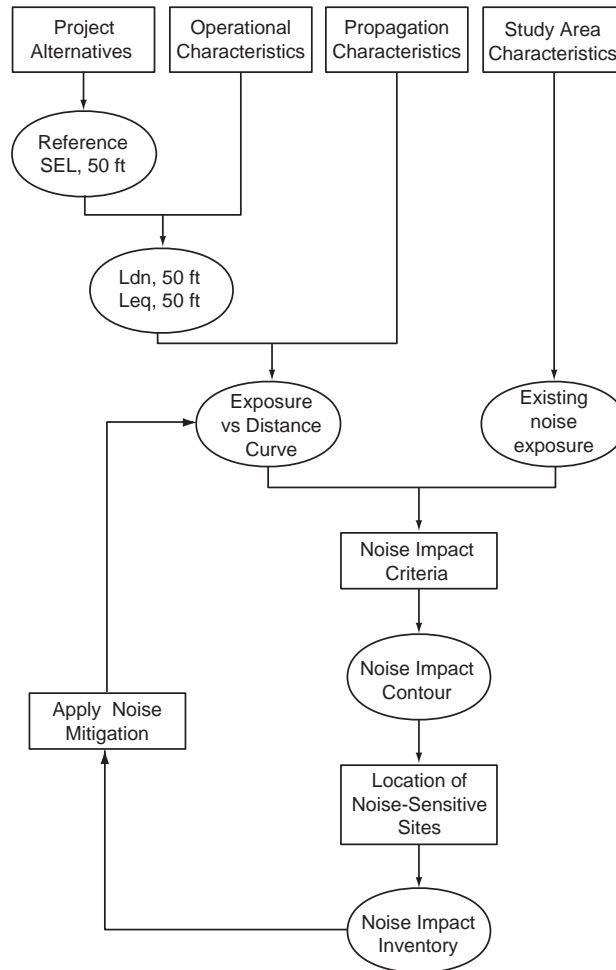 Project
Alternatives
Operational
Characteristics
Propagation
Characteristics
Study Area
Characteristics
Reference
SEL, 50 ft
Ldn, 50 ft
Leq, 50 ft
Exposure
vs Distance
Curve
Existing
noise
exposure
Noise Impact
Criteria
Noise Impact
Contour
Apply Noise
Mitigation
Location of
Noise-Sensitive
Sites
Noise Impact
Inventory